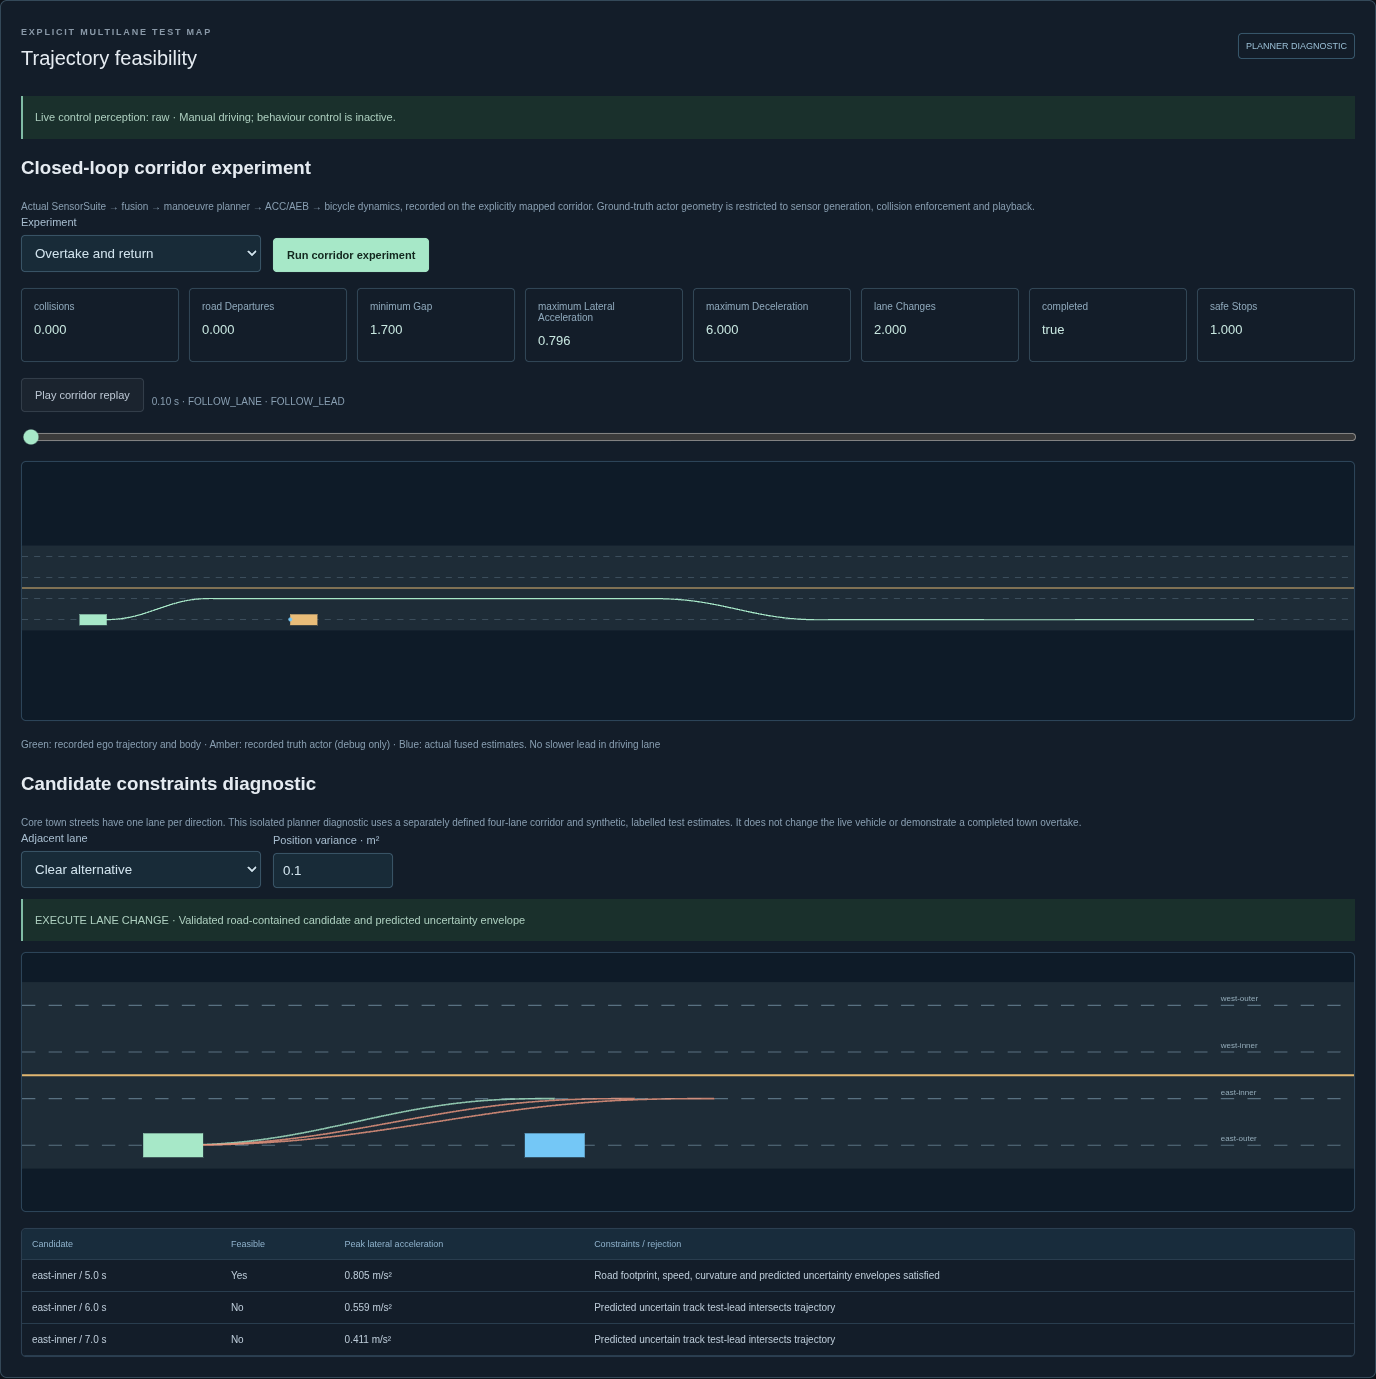 EXPLICIT MULTILANE TEST MAP
Trajectory feasibility
PLANNER DIAGNOSTIC
Live control perception: raw · Manual driving; behaviour control is inactive.
Closed-loop corridor experiment
Actual SensorSuite → fusion → manoeuvre planner → ACC/AEB → bicycle dynamics, recorded on the explicitly mapped corridor. Ground-truth actor geometry is restricted to sensor generation, collision enforcement and playback.
Experiment
Overtake and return
Run corridor experiment
collisions
0.000
road Departures
0.000
minimum Gap
1.700
maximum Lateral
Acceleration
0.796
maximum Deceleration
6.000
lane Changes
2.000
completed
true
safe Stops
1.000
Play corridor replay
0.10 s · FOLLOW_LANE · FOLLOW_LEAD
Green: recorded ego trajectory and body · Amber: recorded truth actor (debug only) · Blue: actual fused estimates. No slower lead in driving lane
Candidate constraints diagnostic
Core town streets have one lane per direction. This isolated planner diagnostic uses a separately defined four-lane corridor and synthetic, labelled test estimates. It does not change the live vehicle or demonstrate a completed town overtake.
Adjacent lane
Clear alternative
Position variance · m²
0.1
EXECUTE LANE CHANGE · Validated road-contained candidate and predicted uncertainty envelope
west-outer
west-inner
east-inner
east-outer
Candidate Feasible Peak lateral acceleration Constraints / rejection
east-inner / 5.0 s Yes 0.805 m/s² Road footprint, speed, curvature and predicted uncertainty envelopes satisfied
east-inner / 6.0 s No 0.559 m/s² Predicted uncertain track test-lead intersects trajectory
east-inner / 7.0 s No 0.411 m/s² Predicted uncertain track test-lead intersects trajectory